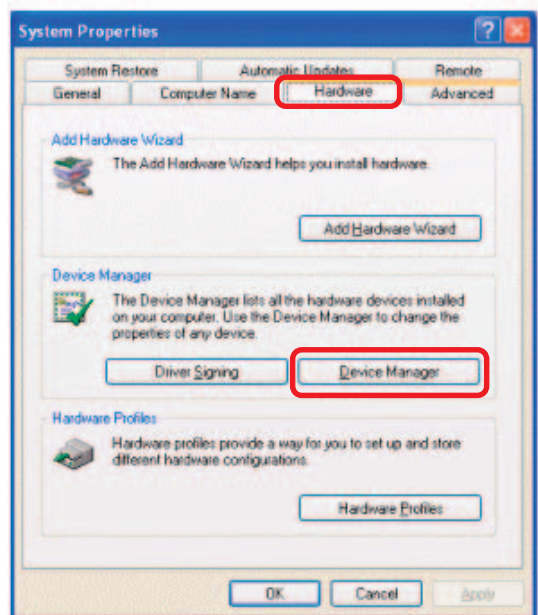 System Properties
System Restore Automatic Updates Remote
General Computer Name Hardware Advanced
Add Hardware Wizard
The Add Hardware Wizard helps you install hardware.
Add Hardware Wizard
Device Manager
The Device Manager lists all the hardware devices installed
on your computer. Use the Device Manager to change the
properties of any device.
Driver Signing Device Manager
Hardware Profiles
Hardware profiles provide a way for you to set up and store
different hardware configurations.
Hardware Profiles
OK Cancel Apply